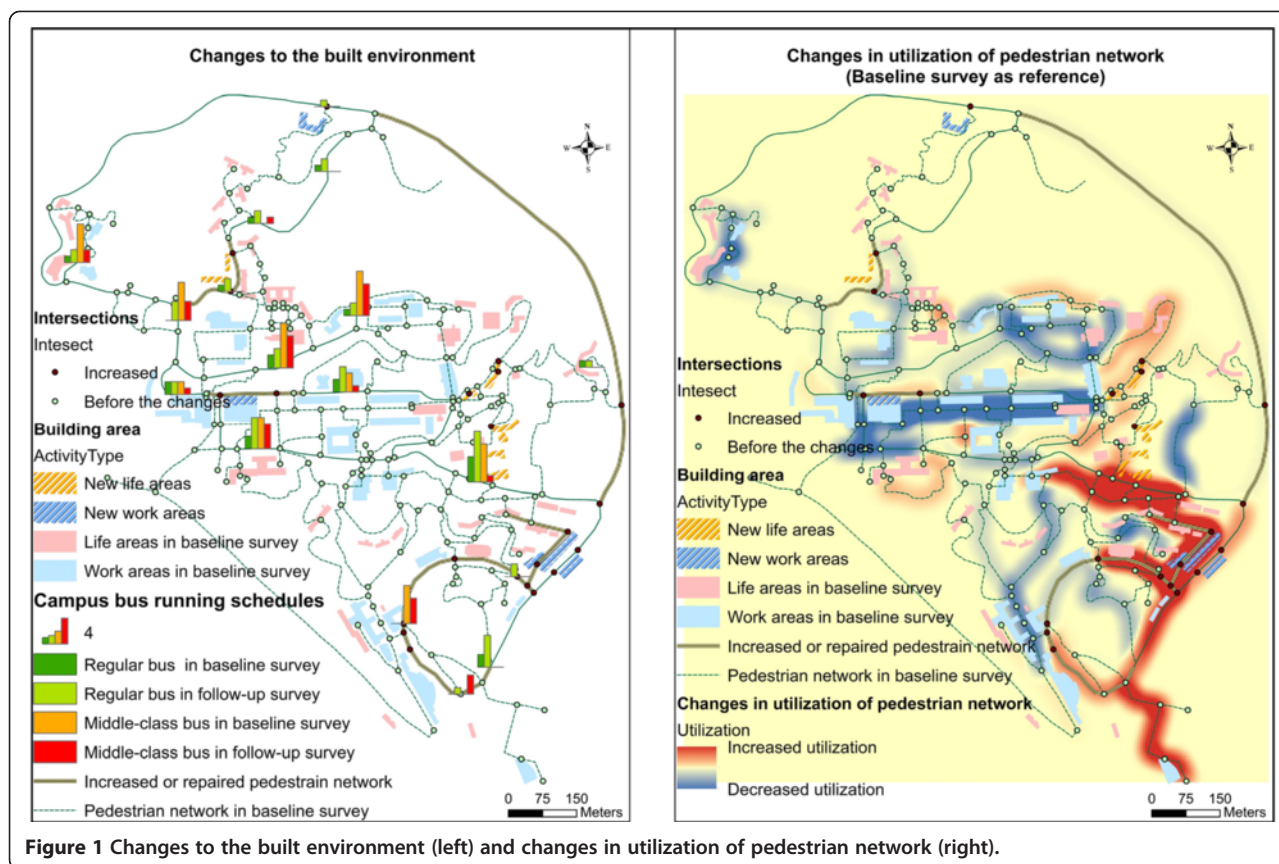 Changes to the built environment
N
W E
S
Intersections
Intesect
Increased
Before the changes
Building area
ActivityType
New life areas
New work areas
Life areas in baseline survey
Work areas in baseline survey
Campus bus running schedules
4
Regular bus in baseline survey
Regular bus in follow-up survey
Middle-class bus in baseline survey
Middle-class bus in follow-up survey
Increased or repaired pedestrain network
Pedestrian network in baseline survey
0 75 150
Meters
Changes in utilization of pedestrian network
(Baseline survey as reference)
N
W E
S
Intersections
Intesect
Increased
Before the changes
Building area
ActivityType
New life areas
New work areas
Life areas in baseline survey
Work areas in baseline survey
Increased or repaired pedestrain network
Pedestrian network in baseline survey
Changes in utilization of pedestrian network
Utilization
Increased utilization
Decreased utilization
0 75 150
Meters
Figure 1 Changes to the built environment (left) and changes in utilization of pedestrian network (right).